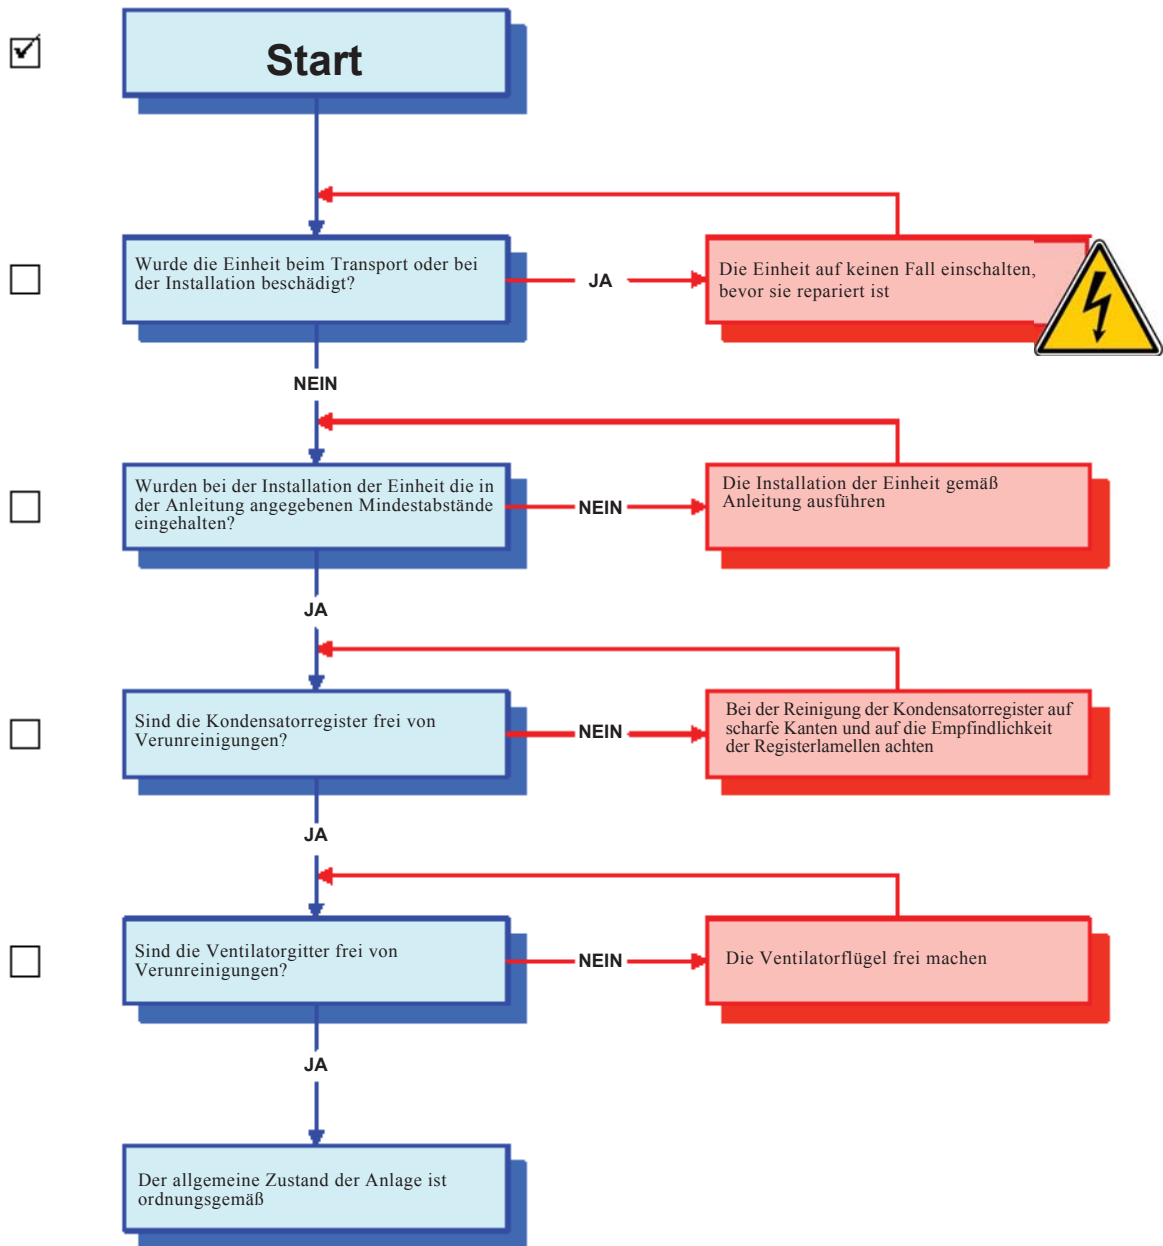 Start
Wurde die Einheit beim Transport oder bei
der Installation beschädigt?
JA
Die Einheit auf keinen Fall einschalten,
bevor sie repariert ist
NEIN
Wurden bei der Installation der Einheit die in
der Anleitung angegebenen Mindestabstände
eingehalten?
NEIN
Die Installation der Einheit gemäß
Anleitung ausführen
JA
Sind die Kondensatorregister frei von
Verunreinigungen?
NEIN
Bei der Reinigung der Kondensatorregister auf
scharfe Kanten und auf die Empfindlichkeit
der Registerlamellen achten
JA
Sind die Ventilatorgitter frei von
Verunreinigungen?
NEIN
Die Ventilatorflügel frei machen
JA
Der allgemeine Zustand der Anlage ist
ordnungsgemäß